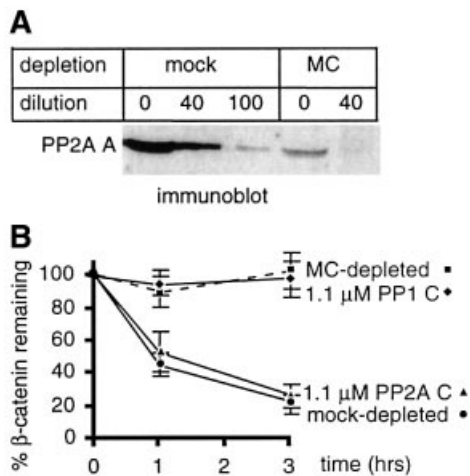 A
depletion mock MC
dilution 0 40 100 0 40
PP2A A
immunoblot
B
% β-catenin remaining
100
80
60
40
20
0
0 1 2 3 time (hrs)
MC-depleted
1.1 μM PP1 C
1.1 μM PP2A C
mock-depleted